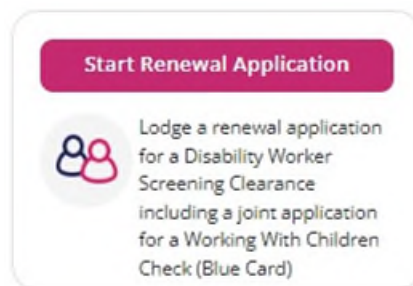 Start Renewal Application
Lodge a renewal application
for a Disability Worker
Screening Clearance
including a joint application
for a Working With Children
Check (Blue Card)